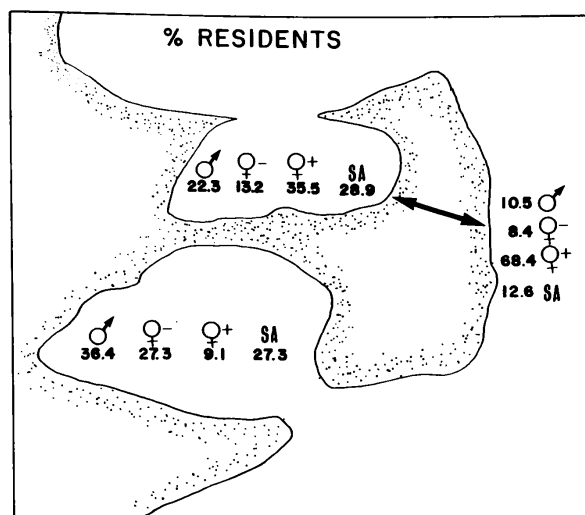 % RESIDENTS
♂ ♀- ♀+ SA
22.3 13.2 35.5 28.9
10.5 ♂
8.4 ♀-
68.4 ♀+
12.6 SA
♂ ♀- ♀+ SA
36.4 27.3 9.1 27.3